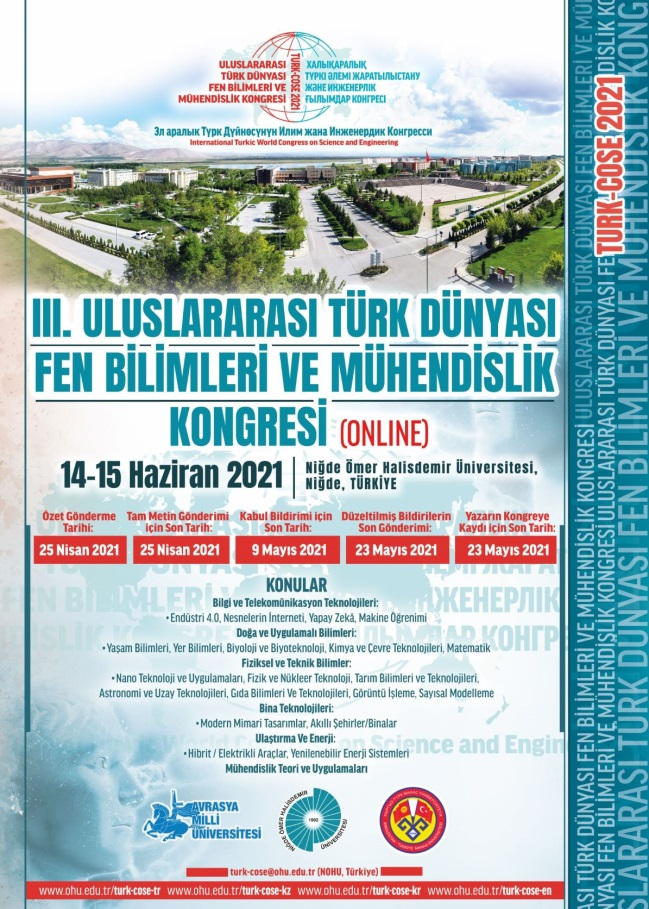 ULUSLARARASI
TÜRK DÜNYASI
FEN BİLİMLERİ VE
MÜHENDİSLİK KONGRESİ
TURK-COSE 2021
ХАЛЫҚАРАЛЫҚ
ТҮРКІ ӘЛЕМІ ЖАРАТЫЛЫСТАНУ
ЖӘНЕ ИНЖЕНЕРЛІК
ҒЫЛЫМДАР КОНГРЕСІ
Эл аралык Турк Дүйнөсүнүн Илим жана Инженердик Конгресси
International Turkic World Congress on Science and Engineering
III. ULUSLARARASI TÜRK DÜNYASI
FEN BİLİMLERİ VE MÜHENDİSLİK
KONGRESİ (ONLINE)
14-15 Haziran 2021
Niğde Ömer Halisdemir Üniversitesi,
Niğde, TÜRKİYE
Özet Gönderme
Tarihi:
25 Nisan 2021
Tam Metin Gönderimi
için Son Tarih:
25 Nisan 2021
Kabul Bildirimi için
Son Tarih:
9 Mayıs 2021
Düzeltilmiş Bildirilerin
Son Gönderimi:
23 Mayıs 2021
Yazarın Kongreye
Kaydı için Son Tarih:
23 Mayıs 2021
KONULAR
Bilgi ve Telekomünikasyon Teknolojileri:
• Endüstri 4.0, Nesnelerin İnterneti, Yapay Zekâ, Makine Öğrenimi
Doğa ve Uygulamalı Bilimleri:
• Yaşam Bilimleri, Yer Bilimleri, Biyoloji ve Biyoteknoloji, Kimya ve Çevre Teknolojileri, Matematik
Fiziksel ve Teknik Bilimler:
• Nano Teknoloji ve Uygulamaları, Fizik ve Nükleer Teknoloji, Tarım Bilimleri ve Teknolojileri,
Astronomi ve Uzay Teknolojileri, Gıda Bilimleri Ve Teknolojileri, Görüntü İşleme, Sayısal Modelleme
Bina Teknolojileri:
• Modern Mimari Tasarımlar, Akıllı Şehirler/Binalar
Ulaştırma Ve Enerji:
• Hibrit / Elektrikli Araçlar, Yenilenebilir Enerji Sistemleri
Mühendislik Teori ve Uygulamaları
AVRASYA
MİLLİ
ÜNİVERSİTESİ
NİĞDE ÖMER HALİSDEMİR
ÜNİVERSİTESİ
1992
turk-cose@ohu.edu.tr (NOHU, Türkiye)
www.ohu.edu.tr/turk-cose-tr
www.ohu.edu.tr/turk-cose-kz
www.ohu.edu.tr/turk-cose-kr
www.ohu.edu.tr/turk-cose-en
TURK-COSE 2021